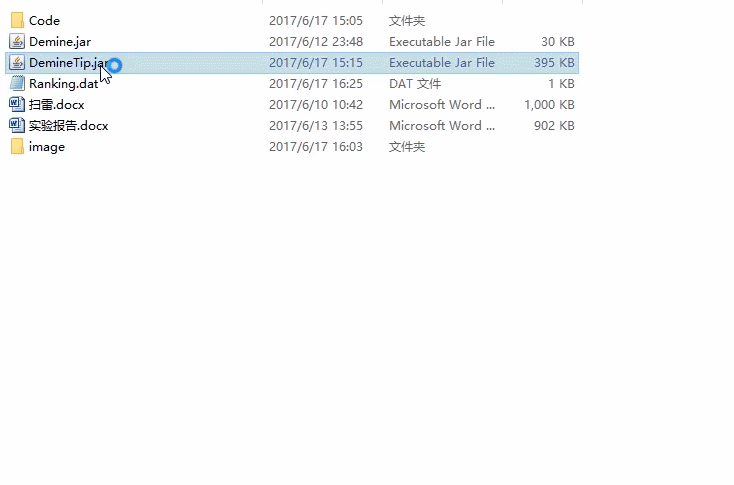 Code 2017/6/17 15:05 文件夹
Demine.jar 2017/6/12 23:48 Executable Jar File 30 KB
DemineTip.jar 2017/6/17 15:15 Executable Jar File 395 KB
Ranking.dat 2017/6/17 16:25 DAT 文件 1 KB
扫雷.docx 2017/6/10 10:42 Microsoft Word ... 1,000 KB
实验报告.docx 2017/6/13 13:55 Microsoft Word ... 902 KB
image 2017/6/17 16:03 文件夹